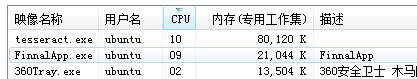 映像名称 用户名 CPU 内存(专用工作集) 描述
tesseract.exe ubuntu 10 80,120 K
FinnalApp.exe ubuntu 09 21,044 K FinnalApp
360Tray.exe ubuntu 02 13,504 K 360安全卫士 木马